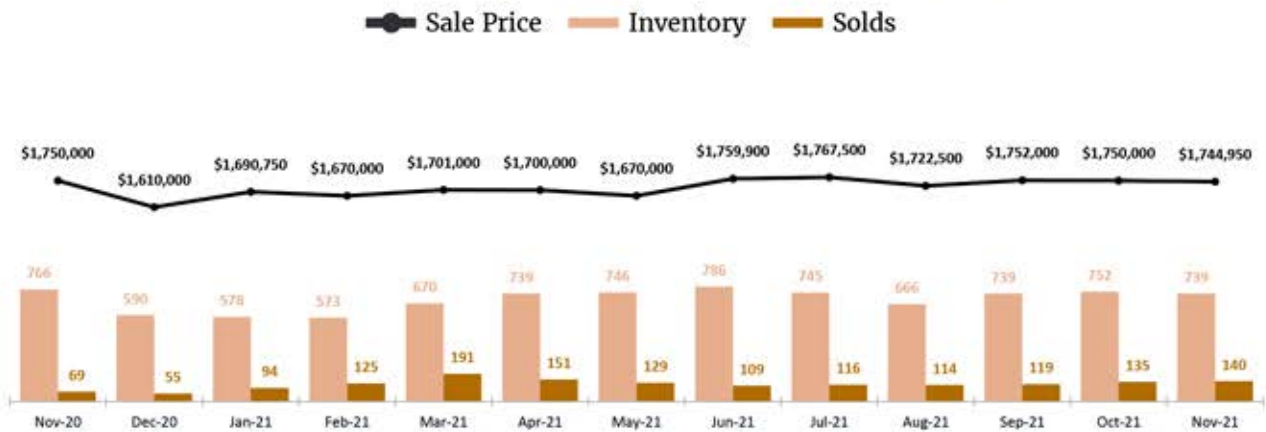 Sale Price Inventory Solds
$1,750,000 $1,610,000 $1,690,750 $1,670,000 $1,701,000 $1,700,000 $1,670,000 $1,759,900 $1,767,500 $1,722,500 $1,752,000 $1,750,000 $1,744,950
766 590 578 573 670 739 746 786 745 666 739 752 739
69 55 94 125 191 151 129 109 116 114 119 135 140
Nov-20 Dec-20 Jan-21 Feb-21 Mar-21 Apr-21 May-21 Jun-21 Jul-21 Aug-21 Sep-21 Oct-21 Nov-21